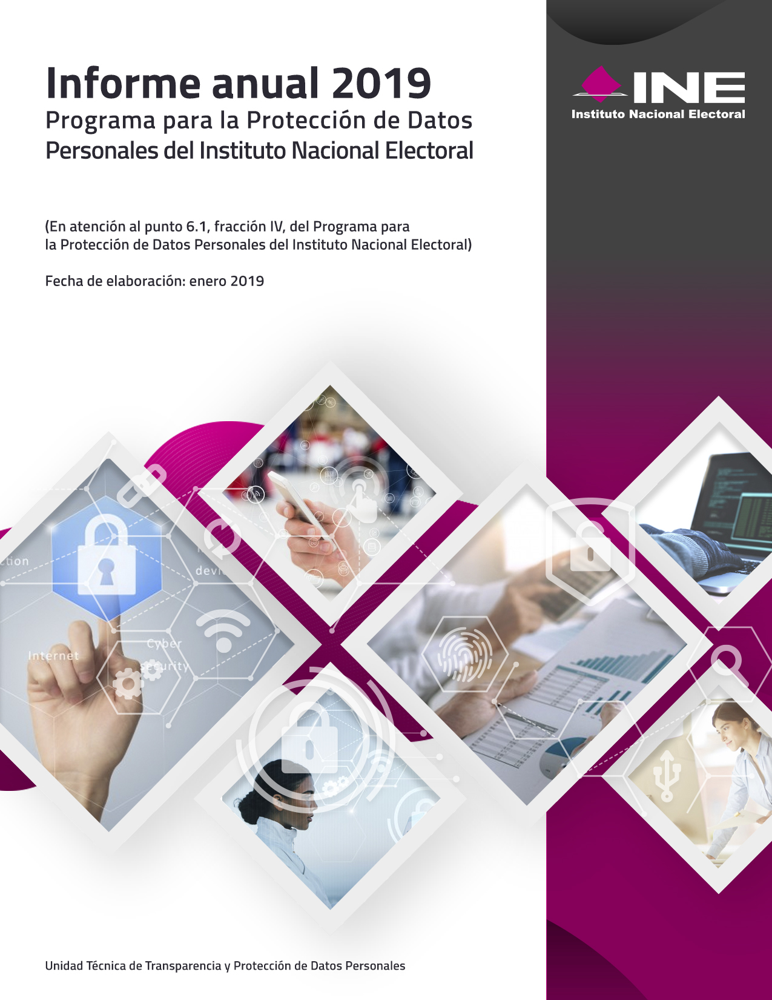 Informe anual 2019
Programa para la Protección de Datos
Personales del Instituto Nacional Electoral
INE
Instituto Nacional Electoral
(En atención al punto 6.1, fracción IV, del Programa para
la Protección de Datos Personales del Instituto Nacional Electoral)
Fecha de elaboración: enero 2019
Internet
Cyber
security
Unidad Técnica de Transparencia y Protección de Datos Personales